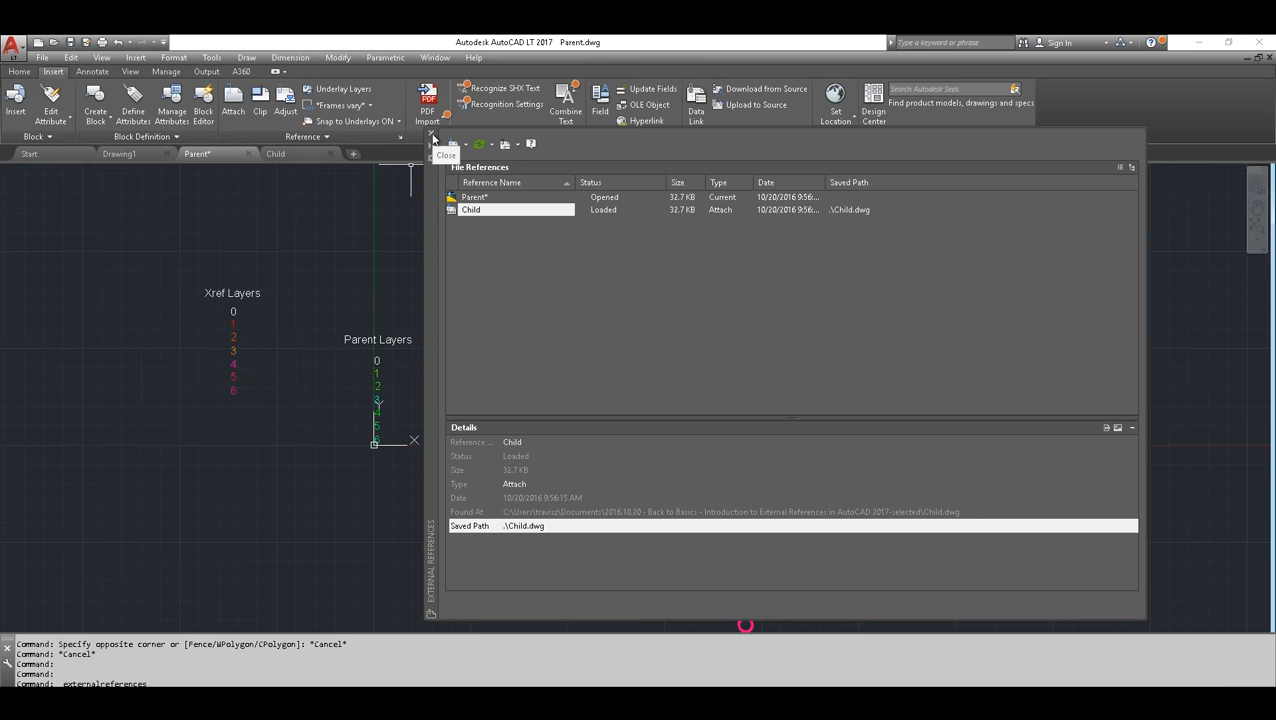 Autodesk AutoCAD LT 2017 Parent.dwg
Type a keyword or phrase
Sign In
LT
File Edit View Insert Format Tools Draw Dimension Modify Parametric Window Help
Home Insert Annotate View Manage Output A360
Insert
Edit
Attribute
Create
Block
Define
Attributes
Manage
Attributes
Block
Editor
Attach
Clip
Adjust
Underlay Layers
*Frames vary*
Snap to Underlays ON
PDF
Import
Recognize SHX Text
Recognition Settings
Combine
Text
Field
Update Fields
OLE Object
Hyperlink
Data
Link
Download from Source
Upload to Source
Set
Location
Search Autodesk Seek
Find product models, drawings and specs
Block
Block Definition
Reference
Start Drawing1 Parent* Child
Close
File References
Reference Name Status Size Type Date Saved Path
Parent* Opened 32.7 KB Current 10/20/2016 9:56:...
Child Loaded 32.7 KB Attach 10/20/2016 9:56:... .\Child.dwg
Xref Layers
0
1
2
3
4
5
6
Parent Layers
0
1
2
3
4
5
6
Y
X
Details
Reference ... Child
Status Loaded
Size 32.7 KB
Type Attach
Date 10/20/2016 9:56:15 AM
Found At C:\Users\travisz\Documents\2016.10.20 - Back to Basics - Introduction to External References in AutoCAD 2017-selected\Child.dwg
Saved Path .\Child.dwg
EXTERNAL REFERENCES
Command: Specify opposite corner or [Fence/WPolygon/CPolygon]: *Cancel*
Command: *Cancel*
Command:
Command:
Command: _externalreferences